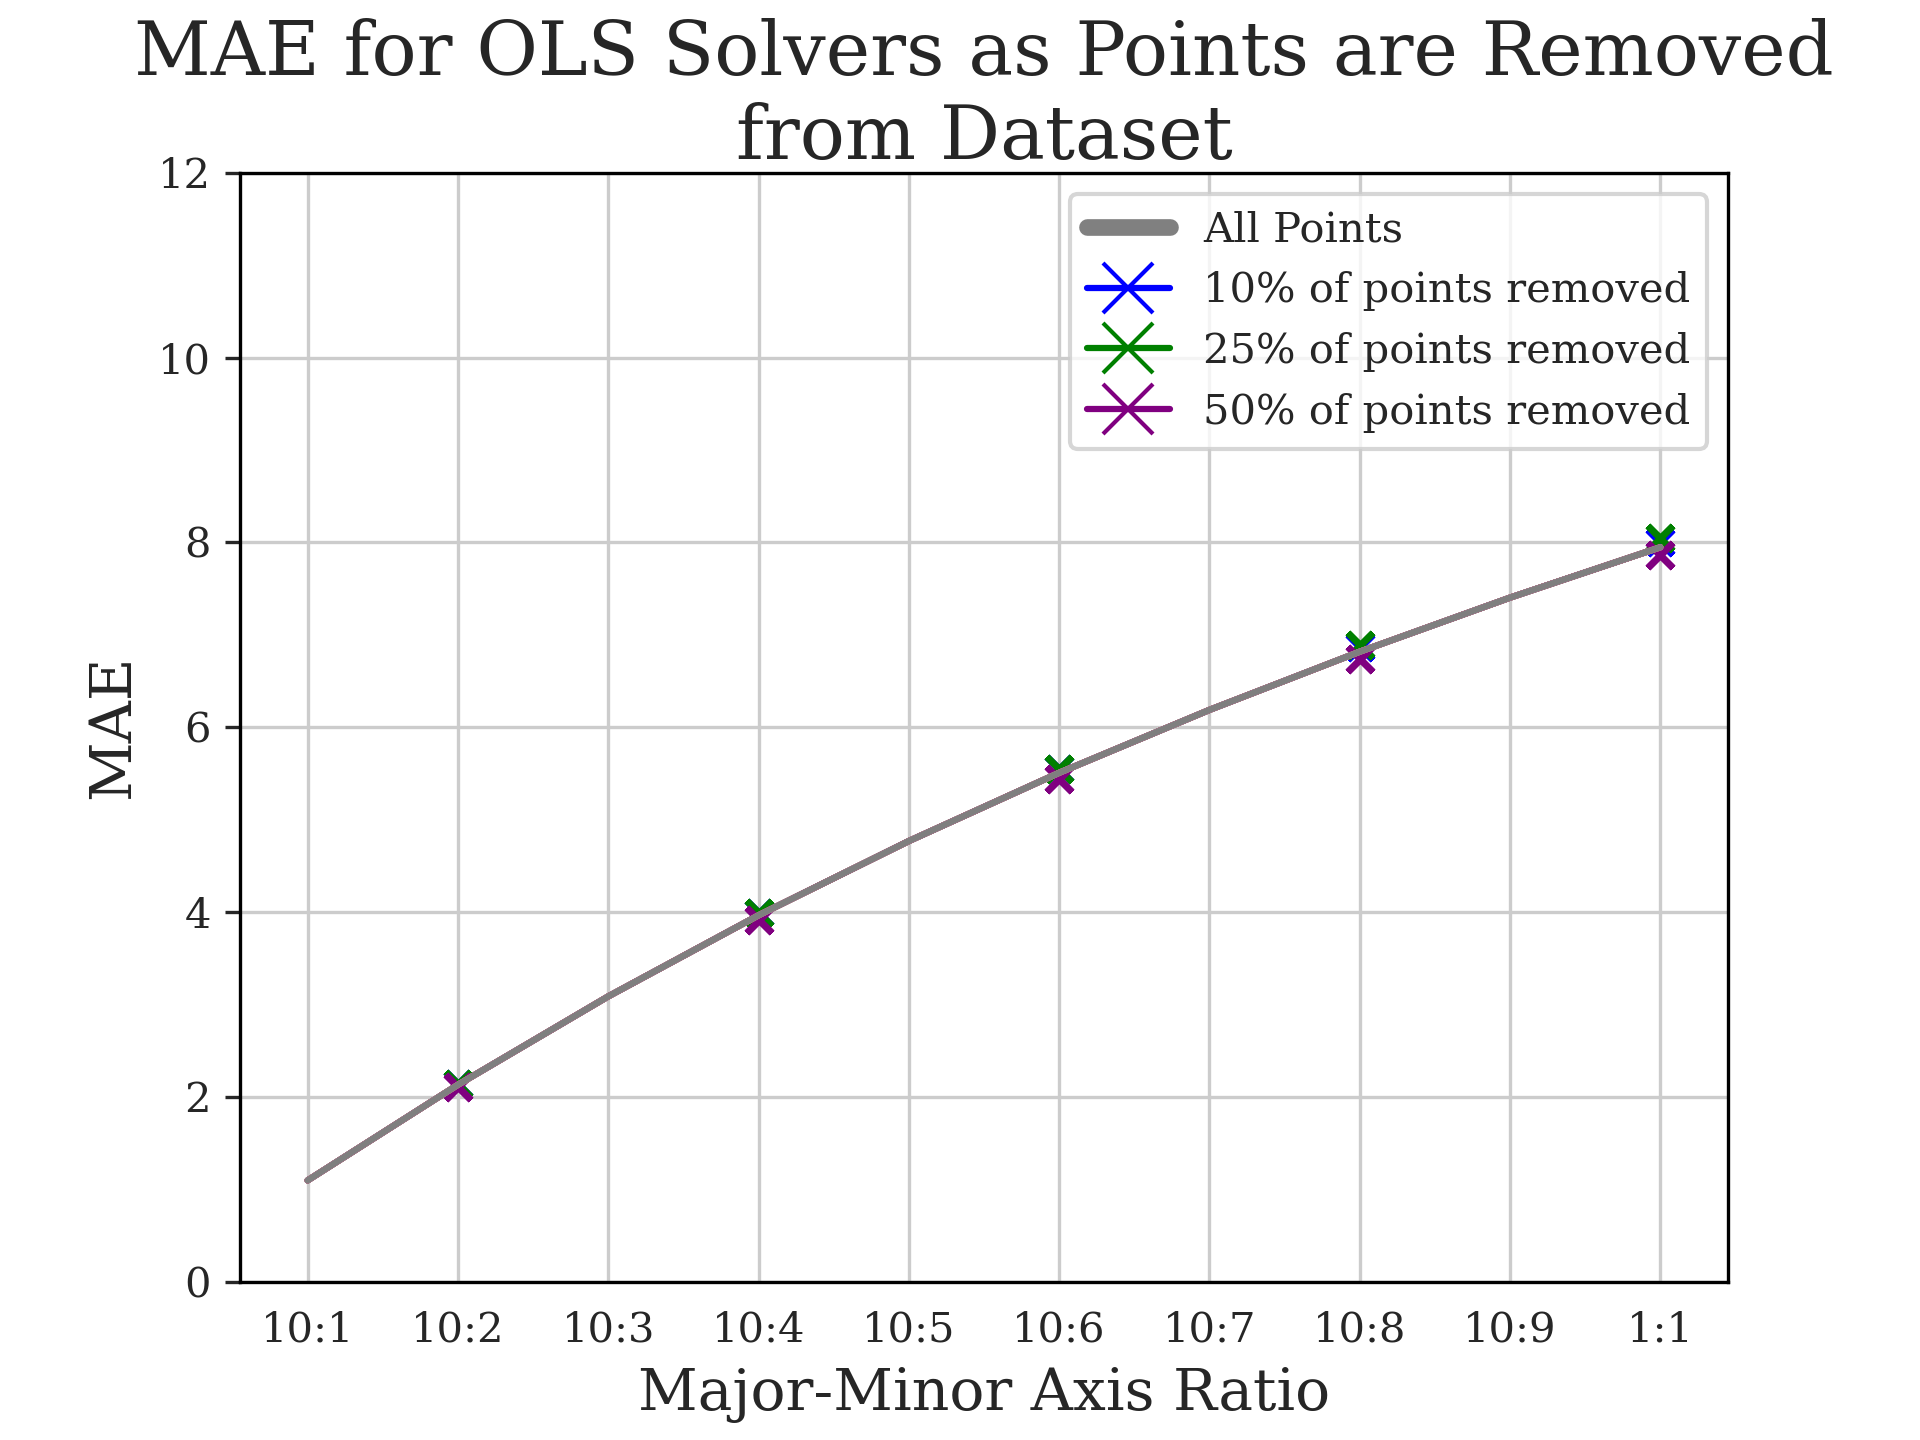 MAE for OLS Solvers as Points are Removed
from Dataset
12
10
8
6
4
2
0
MAE
All Points
10% of points removed
25% of points removed
50% of points removed
10:1 10:2 10:3 10:4 10:5 10:6 10:7 10:8 10:9 1:1
Major-Minor Axis Ratio